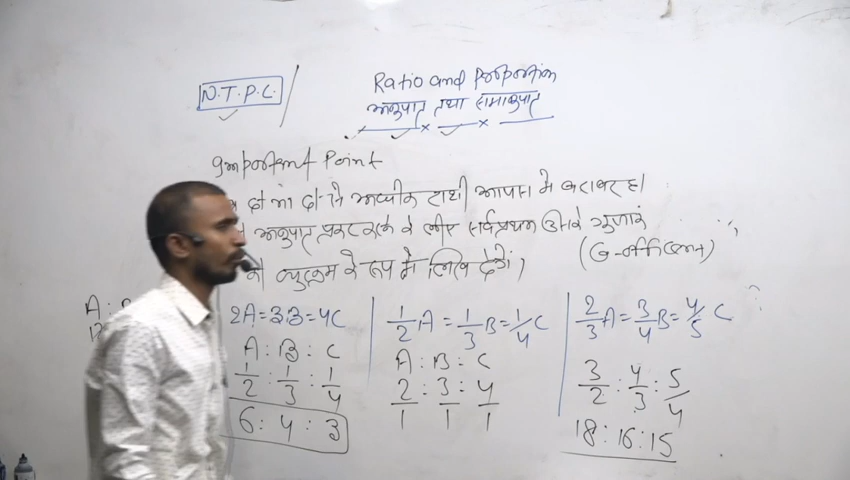 N.T.P.C.
Ratio and Proportion
अनुपात तथा समानुपात
Important Point
दो या दो से अधिक राशी आपस में बराबर हो
अनुपात प्रकट करने के लिए सर्वप्रथम उनके गुणांक
(Co-efficient)
को व्युत्क्रम के रूप में लिख देगें,
A :
2A = 3B = 4C
A : B : C
1/2 : 1/3 : 1/4
6 : 4 : 3
1/2 A = 1/3 B = 1/4 C
A : B : C
2/1 : 3/1 : 4/1
2/3 A = 3/4 B = 4/5 C
3/2 : 4/3 : 5/4
18 : 16 : 15